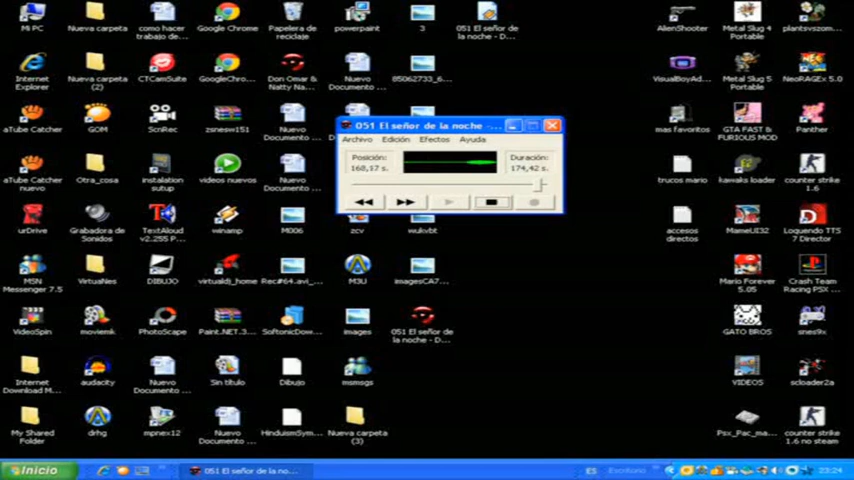 Mi PC
Nueva carpeta
como hacer
trabajo de...
Google Chrome
Papelera de
reciclaje
powerpaint
3
051 El señor de
la noche - D...
AlienShooter
Metal Slug 4
Portable
plantsvszom...
Internet
Explorer
Nueva carpeta
(2)
CTCamSuite
GoogleChro...
Don Omar &
Natty Na...
Nuevo
Documento ...
85062733_6...
VisualBoyAd...
Metal Slug 5
Portable
NeoRAGEx 5.0
aTube Catcher
GOM
ScnRec
zsnesw151
Nuevo
Documento ...
mas favoritos
GTA FAST &
FURIOUS MOD
Panther
051 El señor de la noche - ...
Archivo
Edición
Efectos
Ayuda
Posición:
168,17 s.
Duración:
174,42 s.
aTube Catcher
nuevo
Otra_cosa
instalation
sutup
videos nuevos
Nuevo
Documento ...
trucos mario
kawaks loader
counter strike
1.6
urDrive
Grabadora de
Sonidos
TextAloud
v2.255 P...
winamp
M006
zcv
wukvbt
accesos
directos
MameUI32
Loquendo TTS
7 Director
MSN
Messenger 7.5
VirtuaNes
DIBUJO
virtualdj_home
Rec#64.avi_...
M3U
imagesCA7...
Mario Forever
5.05
Crash Team
Racing PSX ...
VideoSpin
moviemk
PhotoScape
Paint.NET.3...
SoftonicDow...
images
051 El señor de
la noche - D...
GATO BROS
snes9x
Internet
Download M...
audacity
Nuevo
Documento ...
Sin título
Dibujo
msmsgs
VIDEOS
scloader2a
My Shared
Folder
drhg
mpnex12
Nuevo
Documento ...
HinduismSym...
Nueva carpeta
(3)
Psx_Pac_ma...
counter strike
1.6 no steam
Inicio
051 El señor de la no...
ES
Escritorio
23:24